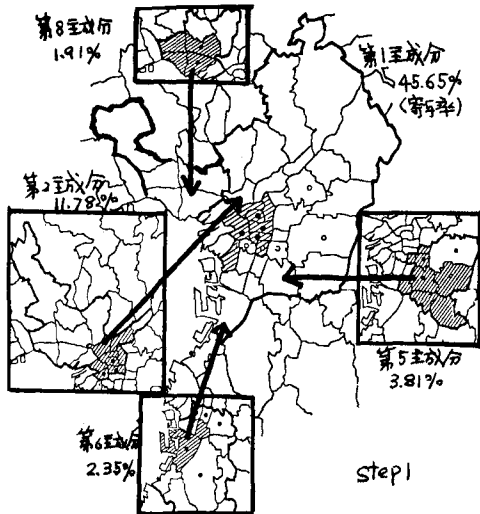 第8主成分
1.91%
第1主成分
45.65%
(寄与率)
第2主成分
11.78%
第5主成分
3.81%
第6主成分
2.35%
step1